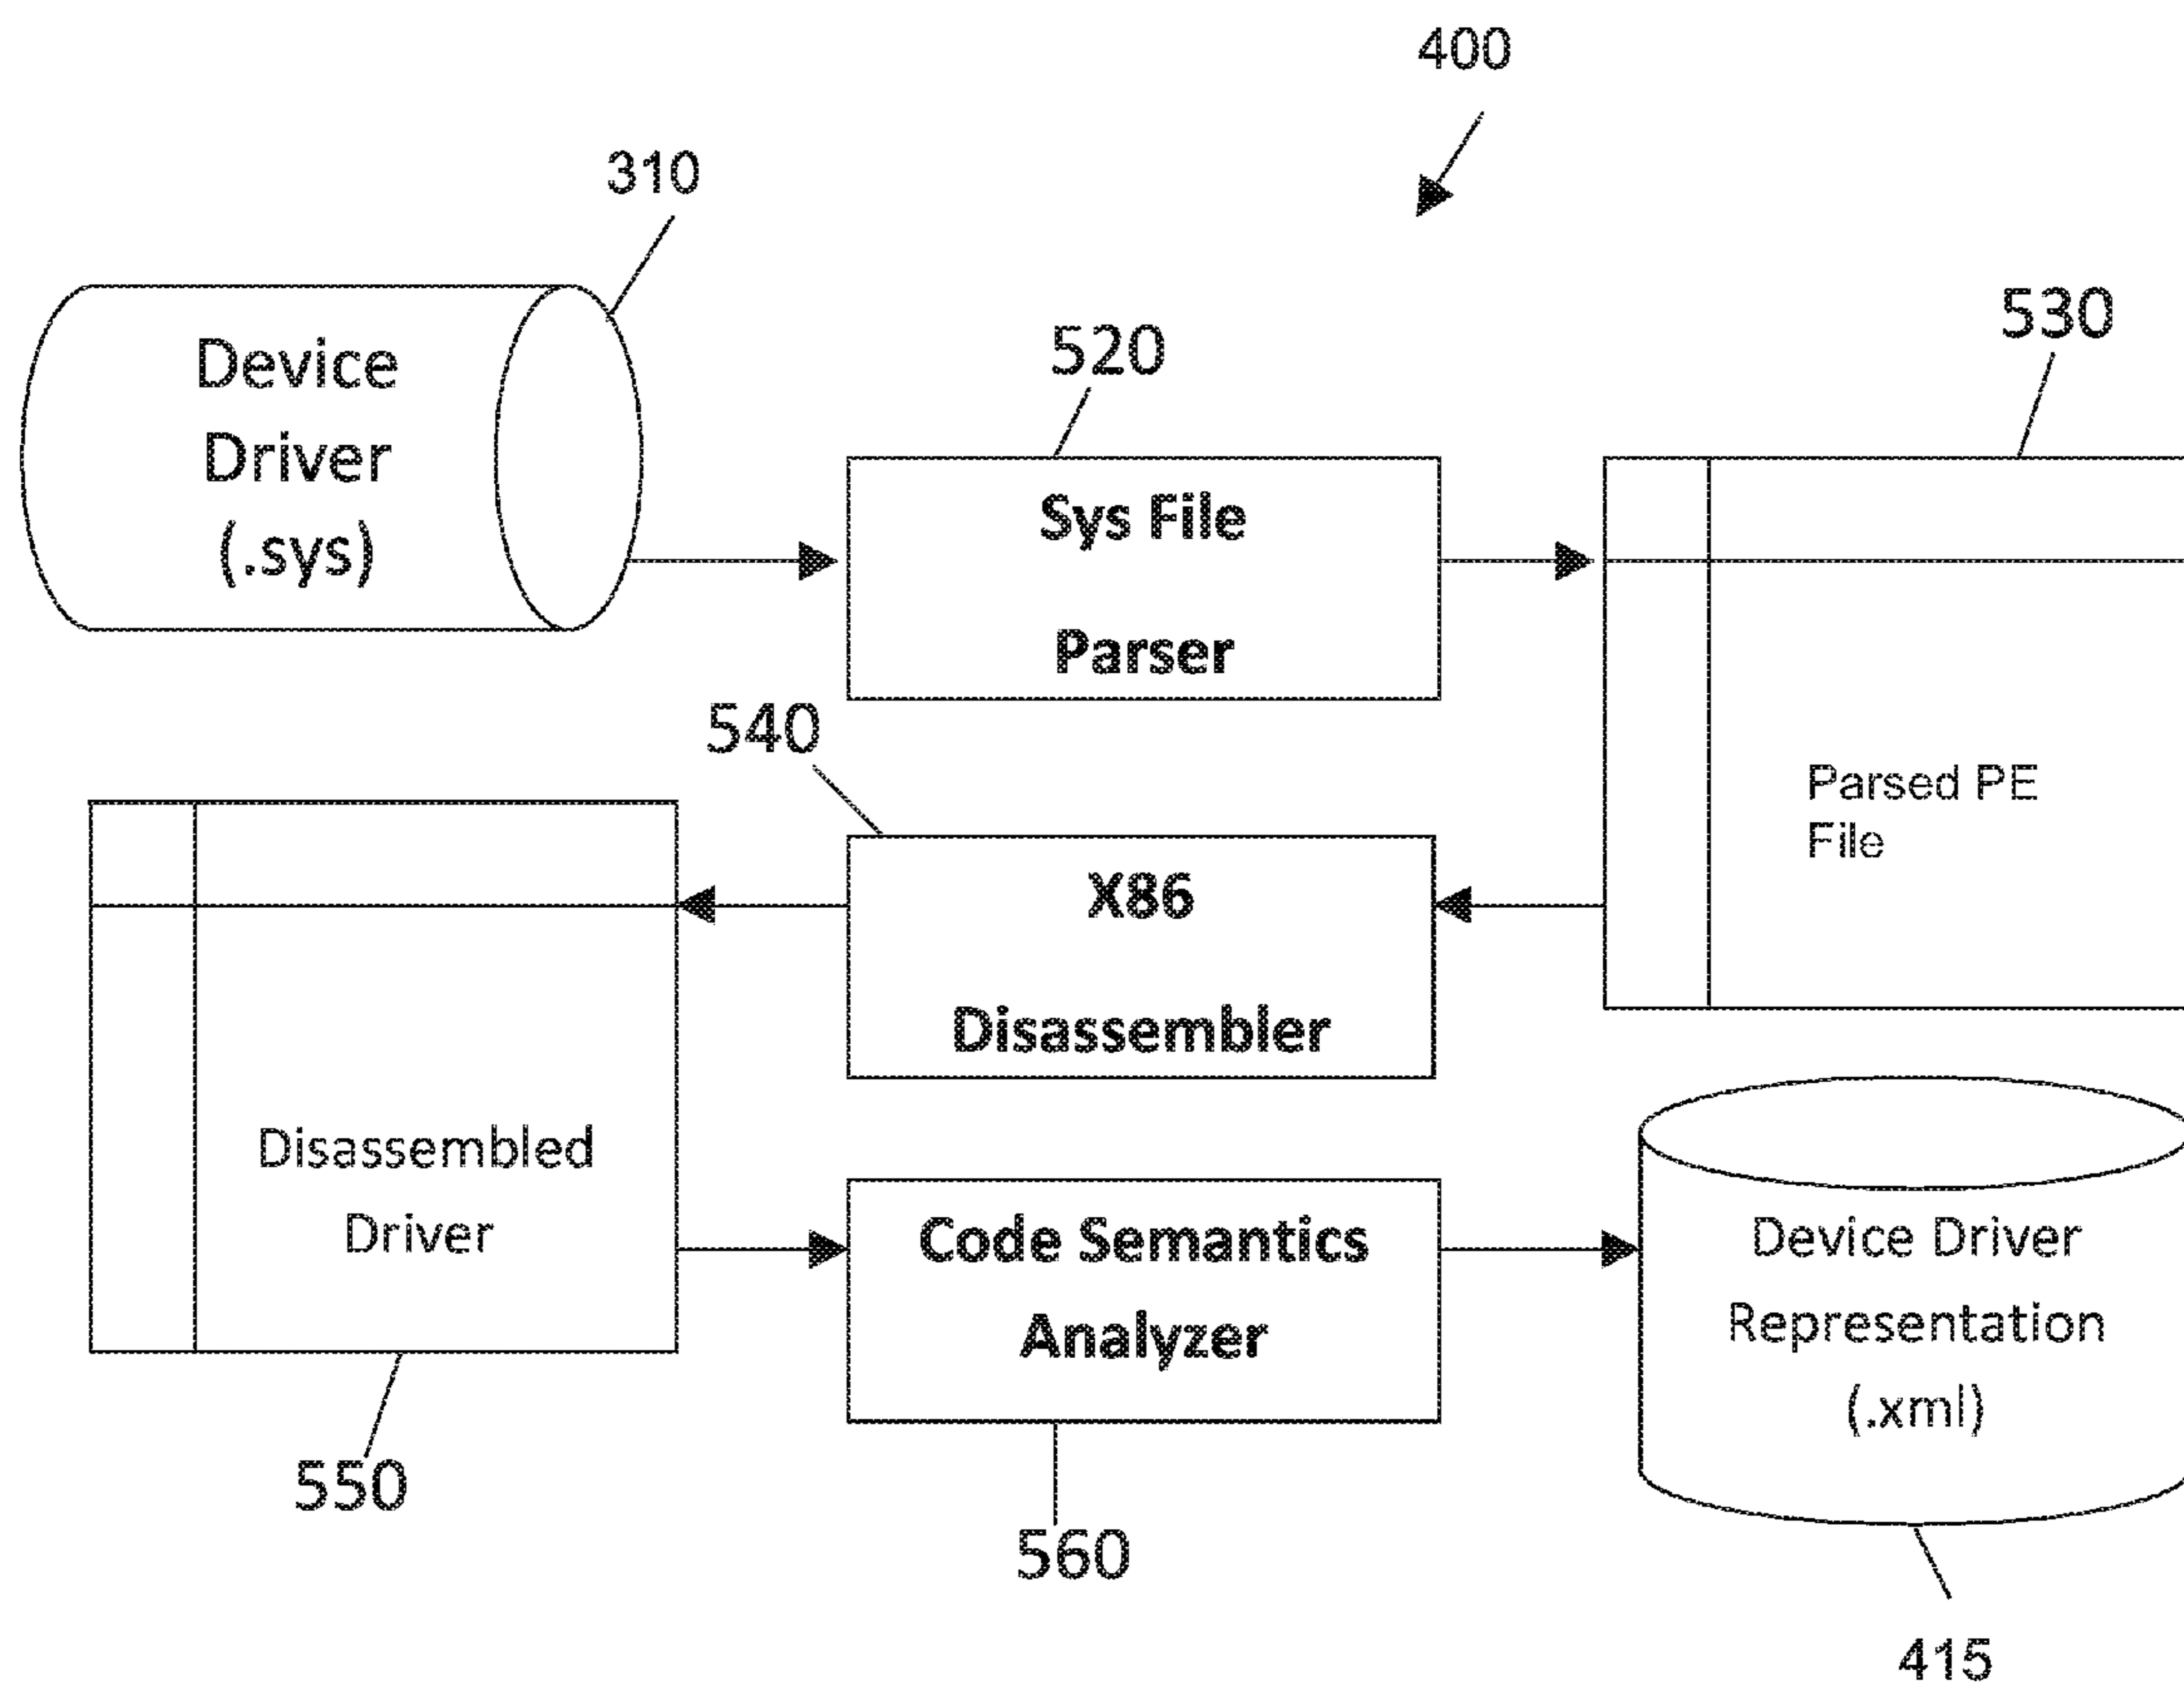 400
310
Device
Driver
(.sys)
520
Sys File
Parser
530
Parsed PE
File
540
X86
Disassembler
Disassembled
Driver
550
Code Semantics
Analyzer
560
Device Driver
Representation
(.xml)
415